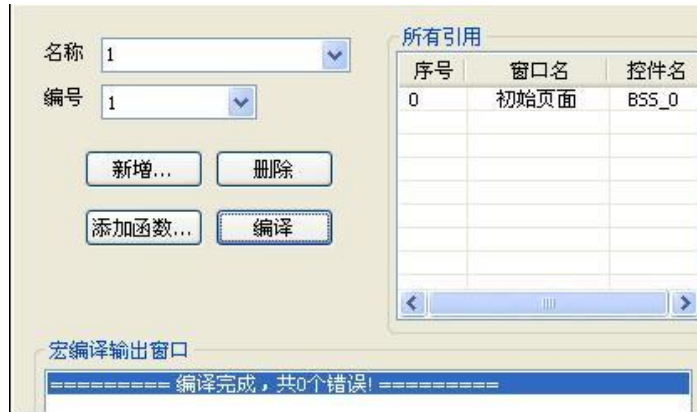 名称 1
编号 1
新增... 删除
添加函数... 编译
所有引用
序号 窗口名 控件名
0 初始页面 BSS_0
宏编译输出窗口
========= 编译完成，共0个错误! =========